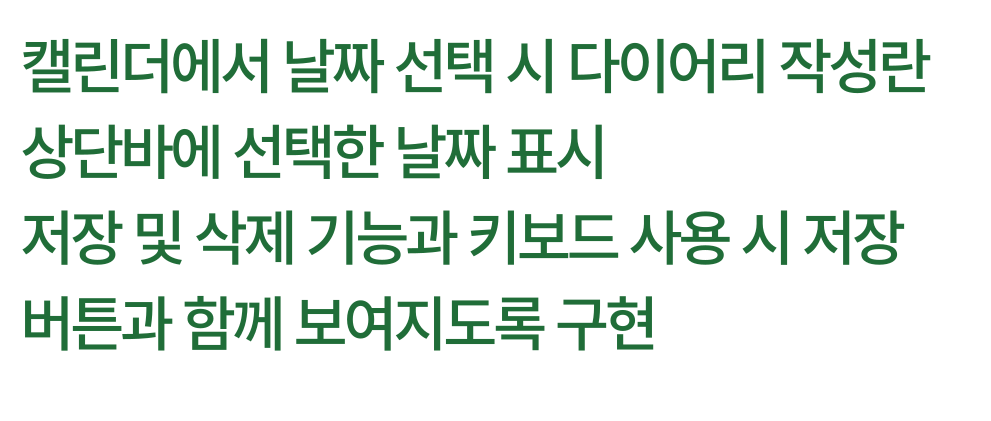 캘린더에서 날짜 선택 시 다이어리 작성란
상단바에 선택한 날짜 표시
저장 및 삭제 기능과 키보드 사용 시 저장
버튼과 함께 보여지도록 구현